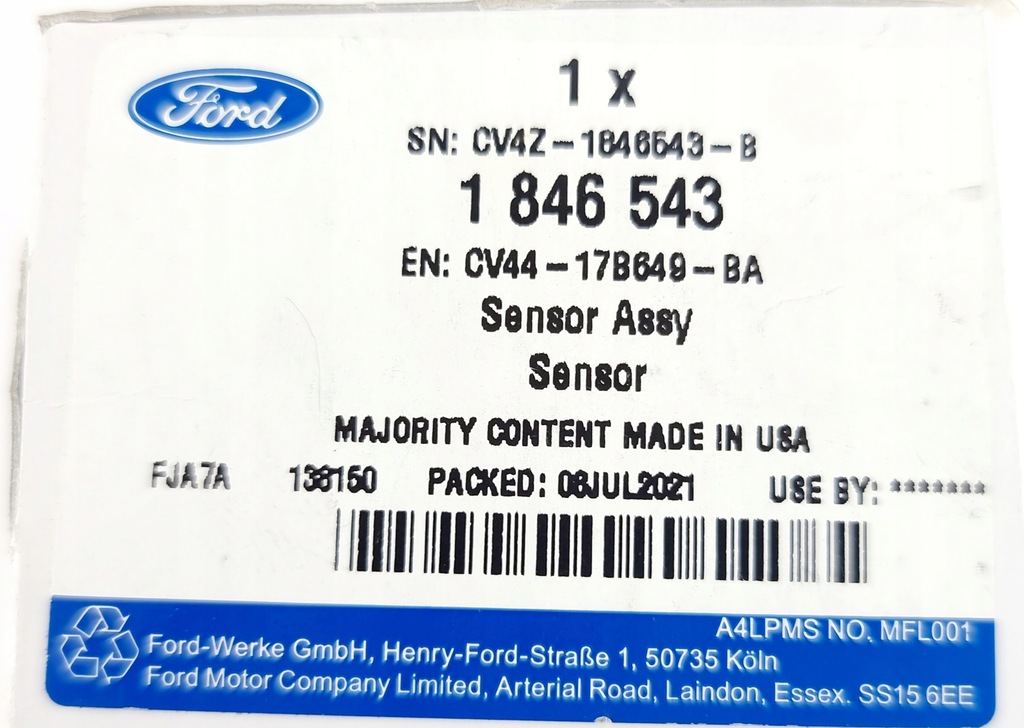 Ford
1 x
SN: CV4Z-1846543-B
1 846 543
EN: CV44-17B649-BA
Sensor Assy
Sensor
MAJORITY CONTENT MADE IN USA
FJA7A 138150 PACKED: 08JUL2021 USE BY: *******
A4LPMS NO. MFL001
Ford-Werke GmbH, Henry-Ford-Straße 1, 50735 Köln
Ford Motor Company Limited, Arterial Road, Laindon, Essex. SS15 6EE